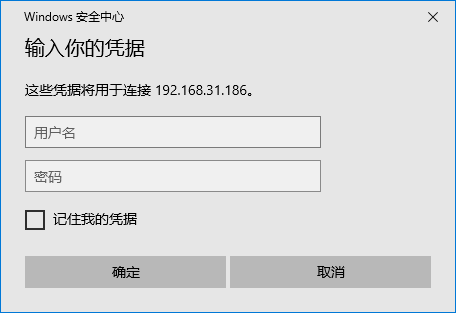 Windows 安全中心
输入你的凭据
这些凭据将用于连接 192.168.31.186。
用户名
密码
记住我的凭据
确定
取消